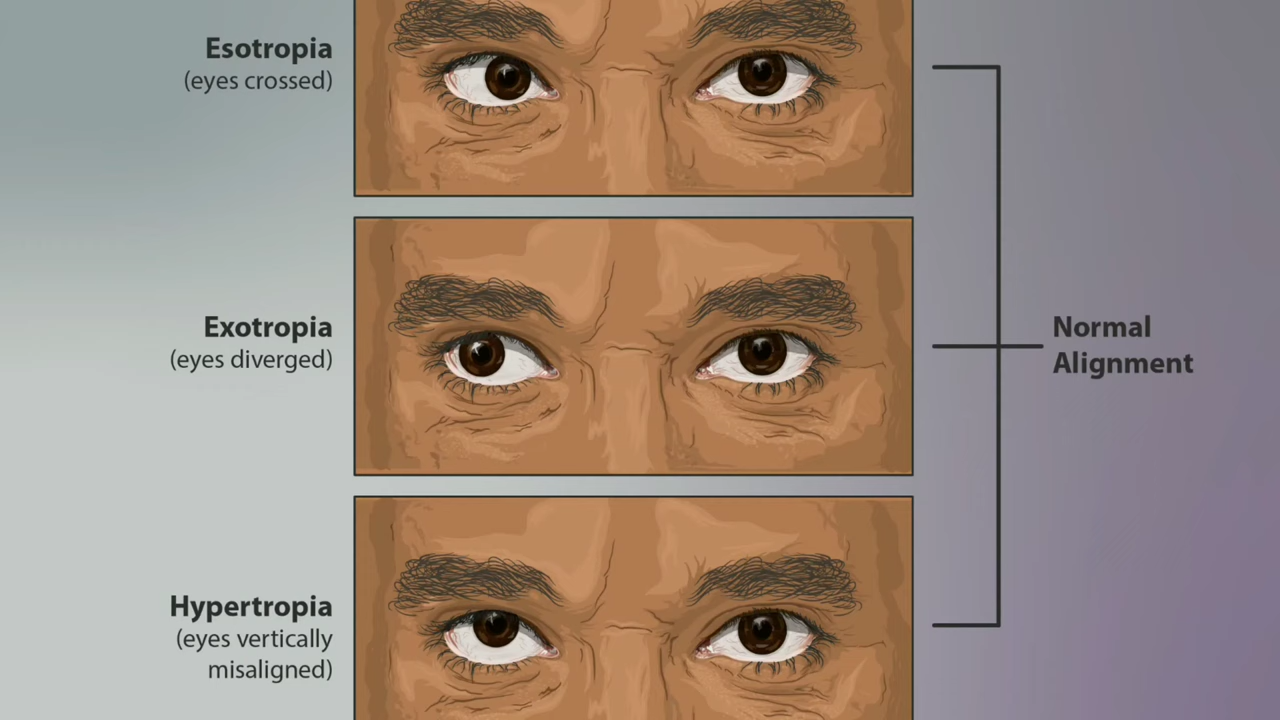 Esotropia
(eyes crossed)
Exotropia
(eyes diverged)
Normal
Alignment
Hypertropia
(eyes vertically
misaligned)